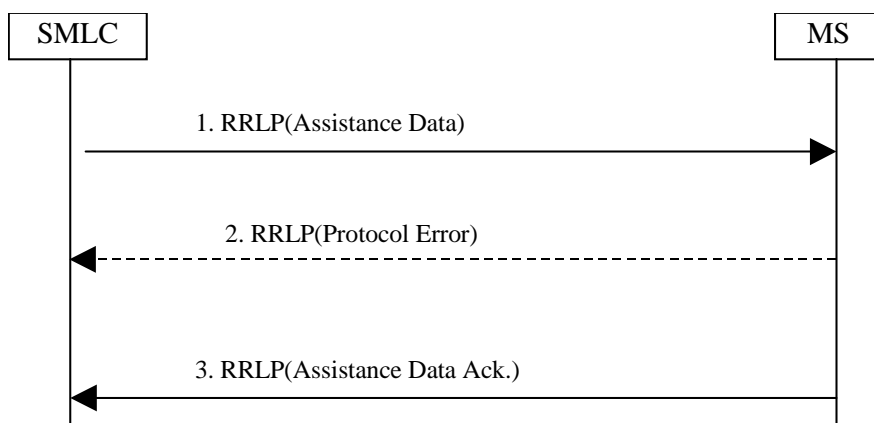 SMLC
MS
1. RRLP(Assistance Data)
2. RRLP(Protocol Error)
3. RRLP(Assistance Data Ack.)